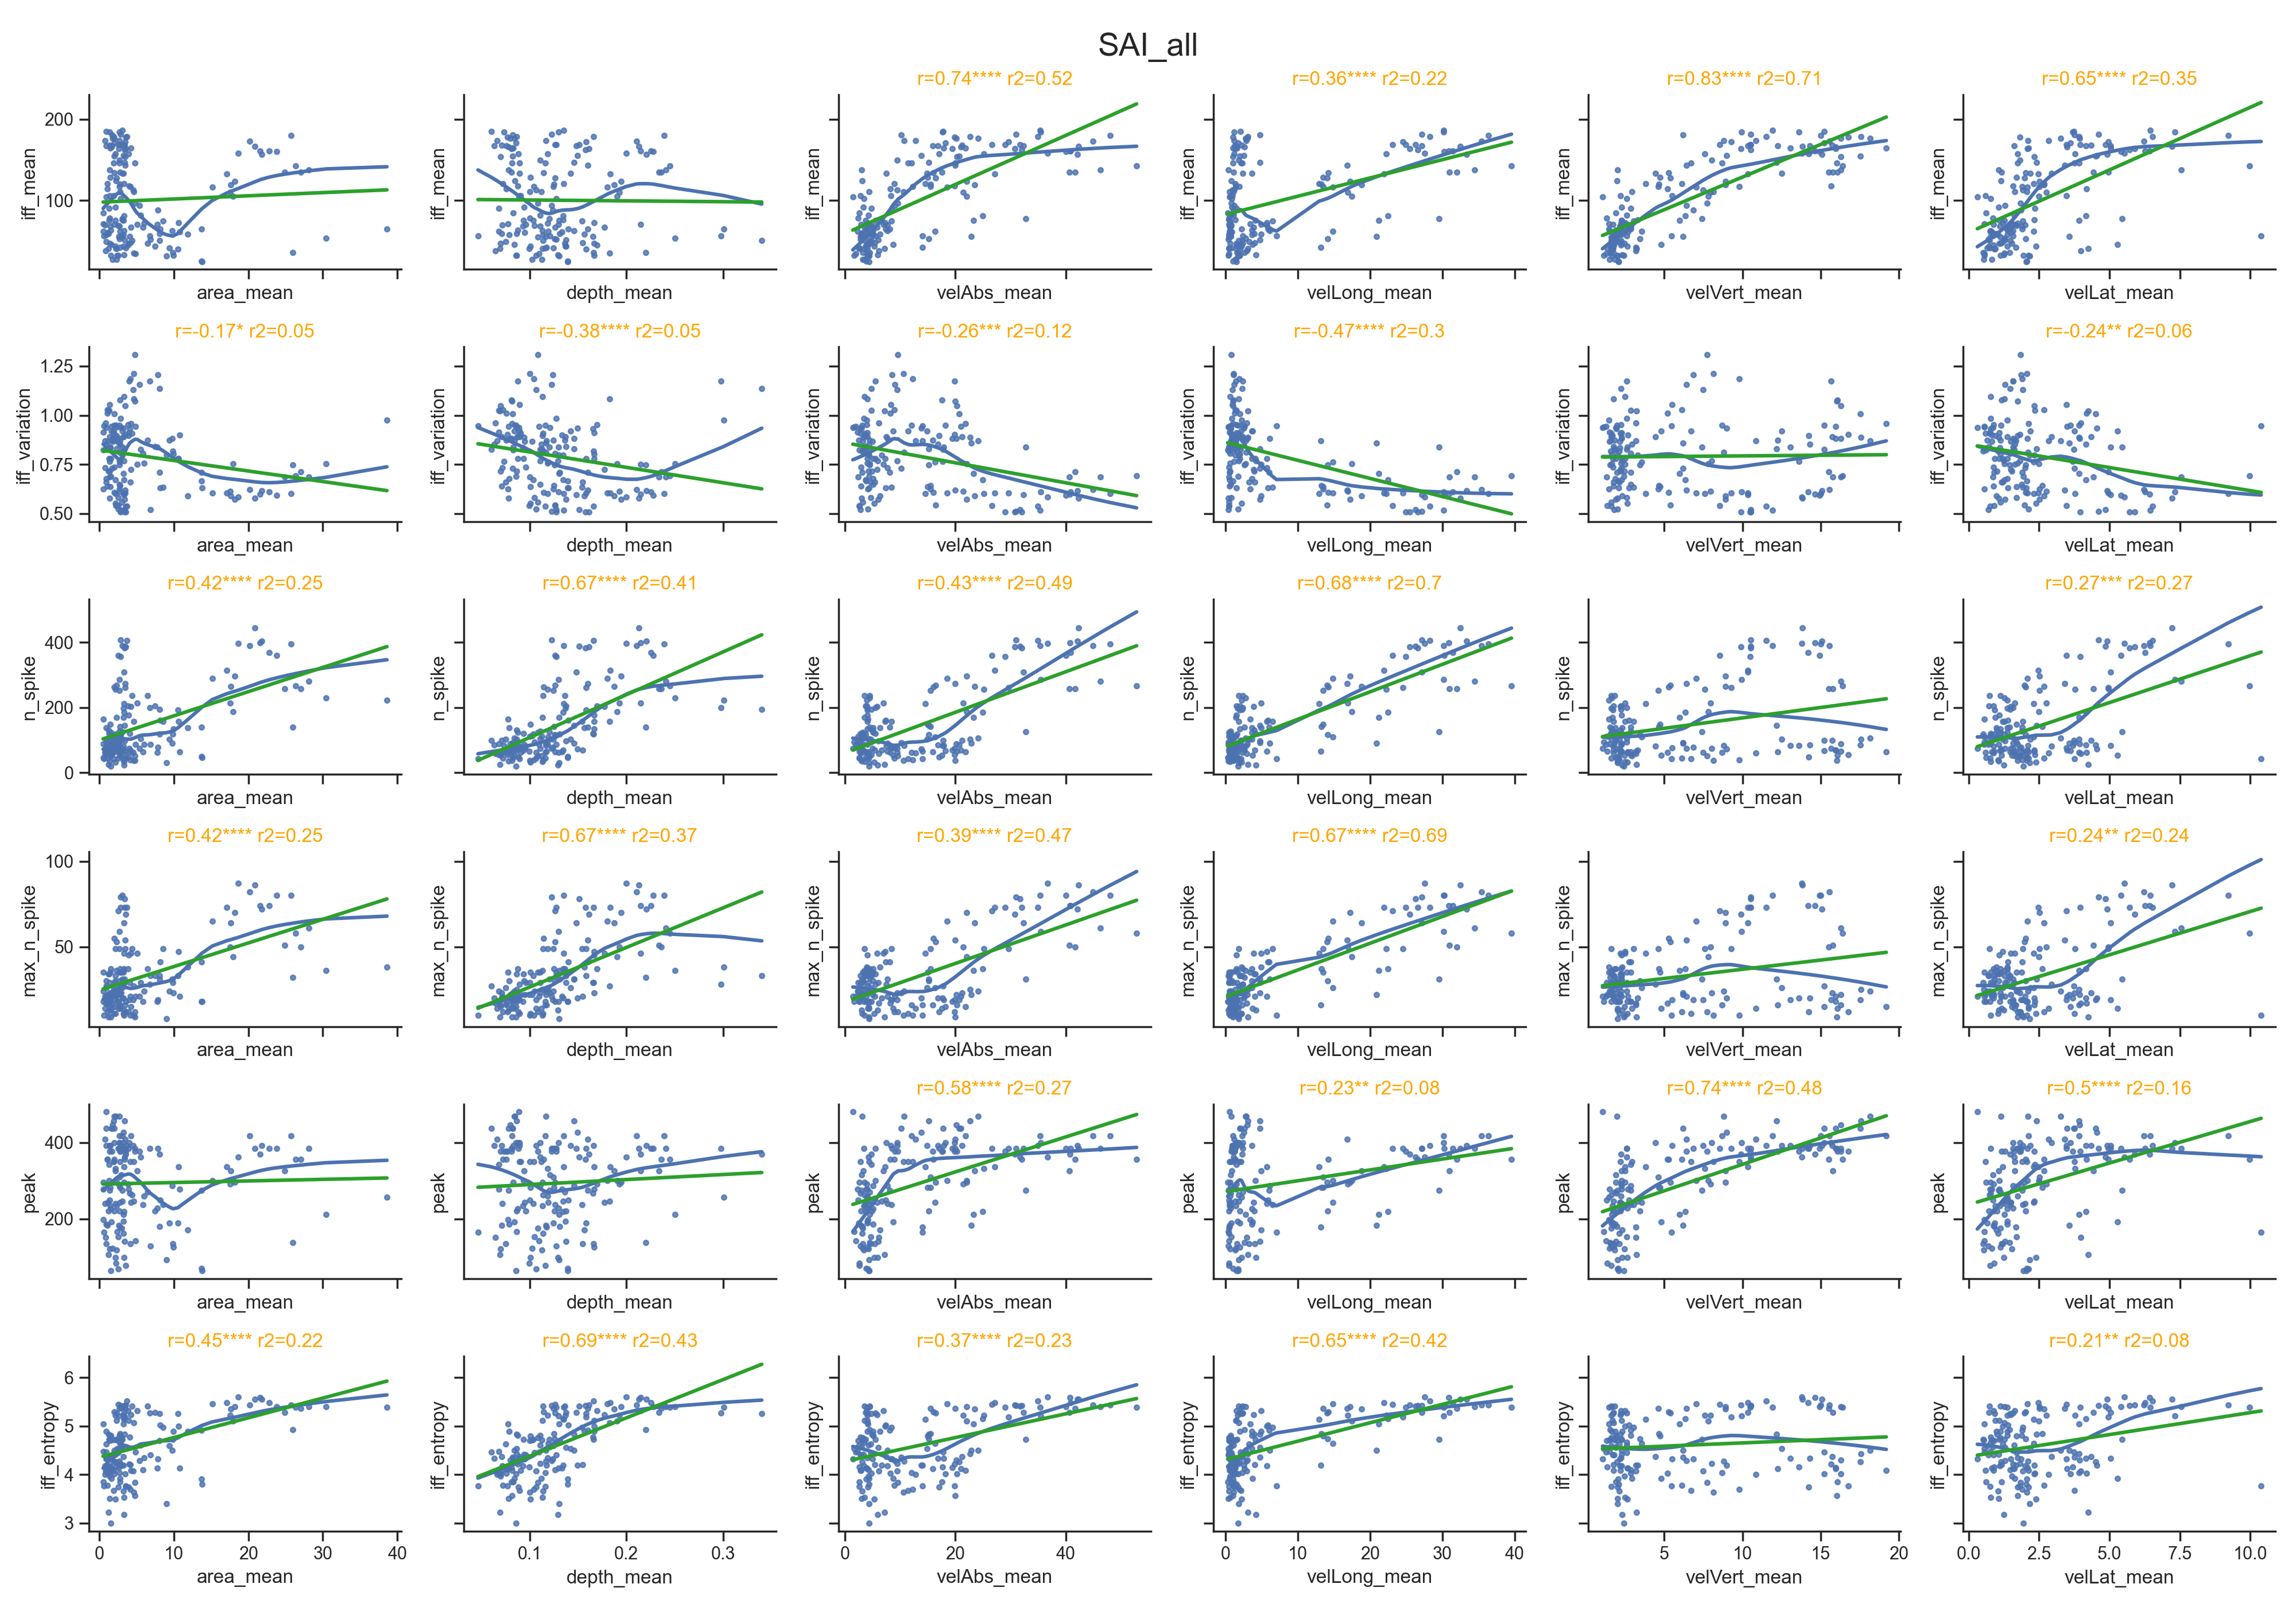 SAI_all
r=0.74**** r2=0.52
r=0.36**** r2=0.22
r=0.83**** r2=0.71
r=0.65**** r2=0.35
200
100
iff_mean
iff_mean
iff_mean
iff_mean
iff_mean
iff_mean
area_mean
depth_mean
velAbs_mean
velLong_mean
velVert_mean
velLat_mean
r=-0.17* r2=0.05
r=-0.38**** r2=0.05
r=-0.26*** r2=0.12
r=-0.47**** r2=0.3
r=-0.24** r2=0.06
1.25
1.00
0.75
0.50
iff_variation
iff_variation
iff_variation
iff_variation
iff_variation
iff_variation
area_mean
depth_mean
velAbs_mean
velLong_mean
velVert_mean
velLat_mean
r=0.42**** r2=0.25
r=0.67**** r2=0.41
r=0.43**** r2=0.49
r=0.68**** r2=0.7
r=0.27*** r2=0.27
400
200
0
n_spike
n_spike
n_spike
n_spike
n_spike
n_spike
area_mean
depth_mean
velAbs_mean
velLong_mean
velVert_mean
velLat_mean
r=0.42**** r2=0.25
r=0.67**** r2=0.37
r=0.39**** r2=0.47
r=0.67**** r2=0.69
r=0.24** r2=0.24
100
50
max_n_spike
max_n_spike
max_n_spike
max_n_spike
max_n_spike
max_n_spike
area_mean
depth_mean
velAbs_mean
velLong_mean
velVert_mean
velLat_mean
r=0.58**** r2=0.27
r=0.23** r2=0.08
r=0.74**** r2=0.48
r=0.5**** r2=0.16
400
200
peak
peak
peak
peak
peak
peak
area_mean
depth_mean
velAbs_mean
velLong_mean
velVert_mean
velLat_mean
r=0.45**** r2=0.22
r=0.69**** r2=0.43
r=0.37**** r2=0.23
r=0.65**** r2=0.42
r=0.21** r2=0.08
6
5
4
3
iff_entropy
iff_entropy
iff_entropy
iff_entropy
iff_entropy
iff_entropy
0 10 20 30 40
0.1 0.2 0.3
0 20 40
0 10 20 30 40
5 10 15 20
0.0 2.5 5.0 7.5 10.0
area_mean
depth_mean
velAbs_mean
velLong_mean
velVert_mean
velLat_mean